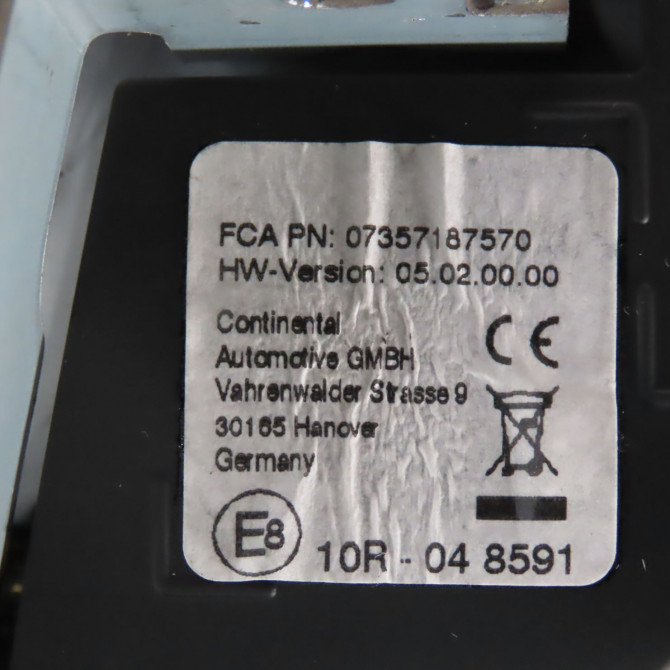 FCA PN: 07357187570
HW-Version: 05.02.00.00
Continental
Automotive GMBH
Vahrenwalder Strasse 9
30165 Hanover
Germany
CE
E8
10R - 04 8591